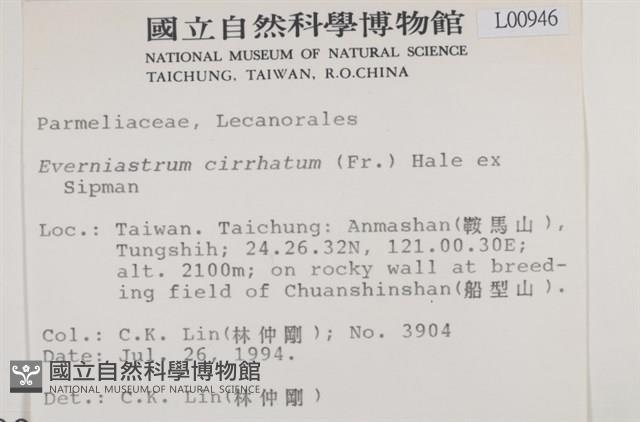 國立自然科學博物館
L00946
NATIONAL MUSEUM OF NATURAL SCIENCE
TAICHUNG, TAIWAN, R.O.CHINA
Parmeliaceae, Lecanorales
Everniastrum cirrhatum (Fr.) Hale ex
Sipman
Loc.: Taiwan. Taichung: Anmashan(鞍馬山),
Tungshih; 24.26.32N, 121.00.30E;
alt. 2100m; on rocky wall at breed-
ing field of Chuanshinshan(船型山).
Col.: C.K. Lin(林仲剛); No. 3904
Date: Jul. 26, 1994.
國立自然科學博物館
NATIONAL MUSEUM OF NATURAL SCIENCE
Det.: C.K. Lin(林仲剛)